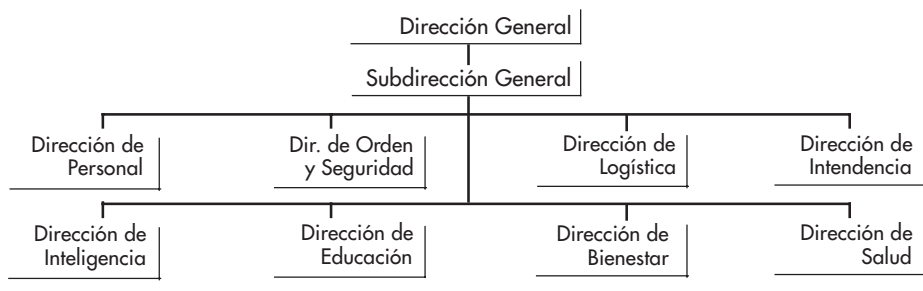 Dirección General
Subdirección General
Dirección de
Personal
Dir. de Orden
y Seguridad
Dirección de
Logística
Dirección de
Intendencia
Dirección de
Inteligencia
Dirección de
Educación
Dirección de
Bienestar
Dirección de
Salud